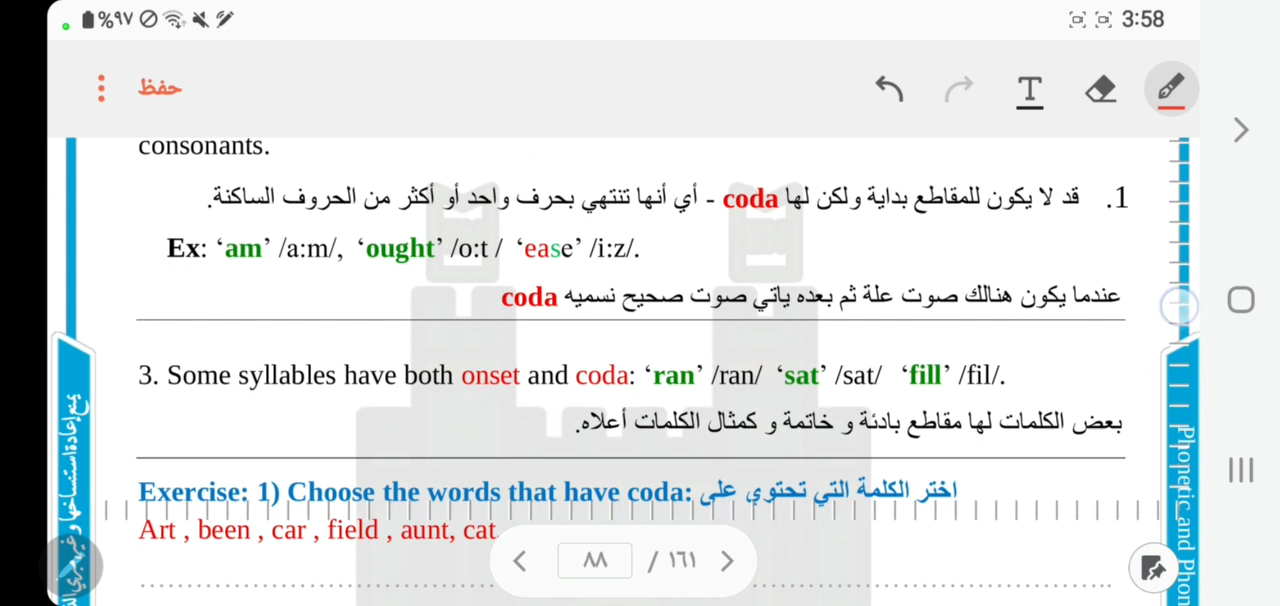 %٩٧ 3:58
حفظ T
consonants.
1. قد لا يكون للمقاطع بداية ولكن لها coda - أي أنها تنتهي بحرف واحد أو أكثر من الحروف الساكنة.
Ex: ‘am’ /a:m/, ‘ought’ /o:t / ‘ease’ /i:z/.
عندما يكون هنالك صوت علة ثم بعده يأتي صوت صحيح نسميه coda
3. Some syllables have both onset and coda: ‘ran’ /ran/ ‘sat’ /sat/ ‘fill’ /fil/.
بعض الكلمات لها مقاطع بادئة و خاتمة و كمثال الكلمات أعلاه.
Exercise: 1) Choose the words that have coda: اختر الكلمة التي تحتوي على
Art , been , car , field , aunt, cat
٨٨ / ١٦١
Phonetic and Phon
يمنع إعادة استنساخها و